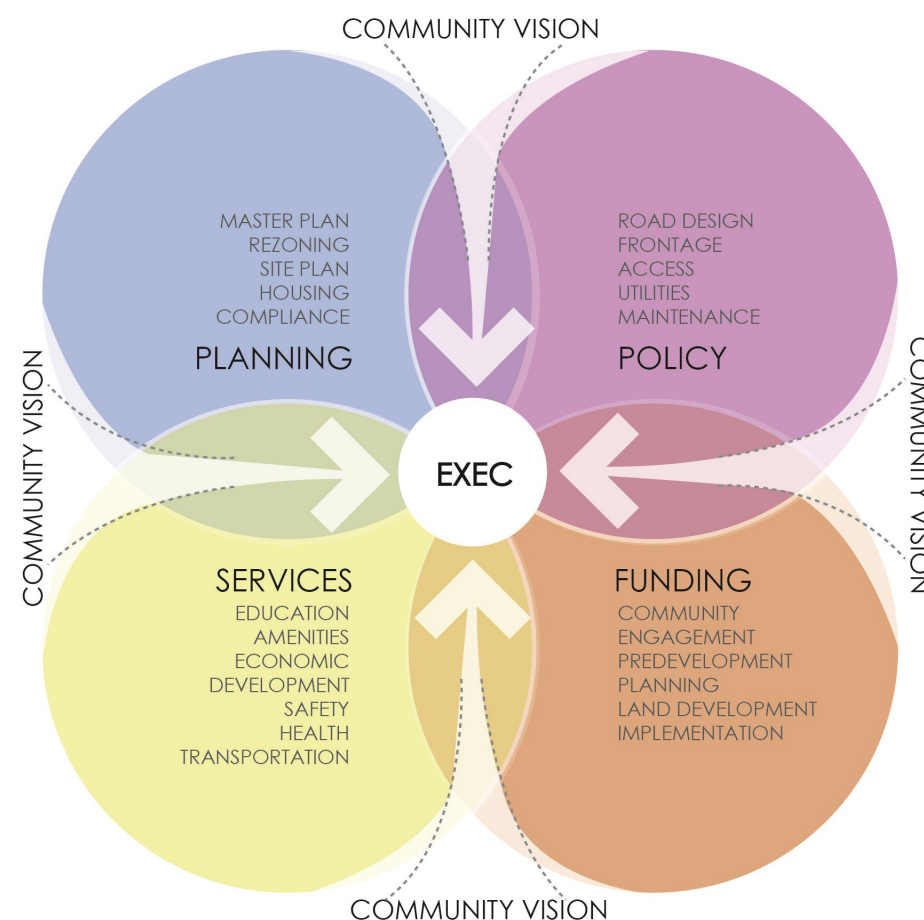 COMMUNITY VISION
MASTER PLAN
REZONING
SITE PLAN
HOUSING
COMPLIANCE
PLANNING
ROAD DESIGN
FRONTAGE
ACCESS
UTILITIES
MAINTENANCE
POLICY
COMMUNITY VISION
EXEC
COMMUNITY VISION
SERVICES
EDUCATION
AMENITIES
ECONOMIC
DEVELOPMENT
SAFETY
HEALTH
TRANSPORTATION
FUNDING
COMMUNITY
ENGAGEMENT
PREDEVELOPMENT
PLANNING
LAND DEVELOPMENT
IMPLEMENTATION
COMMUNITY VISION